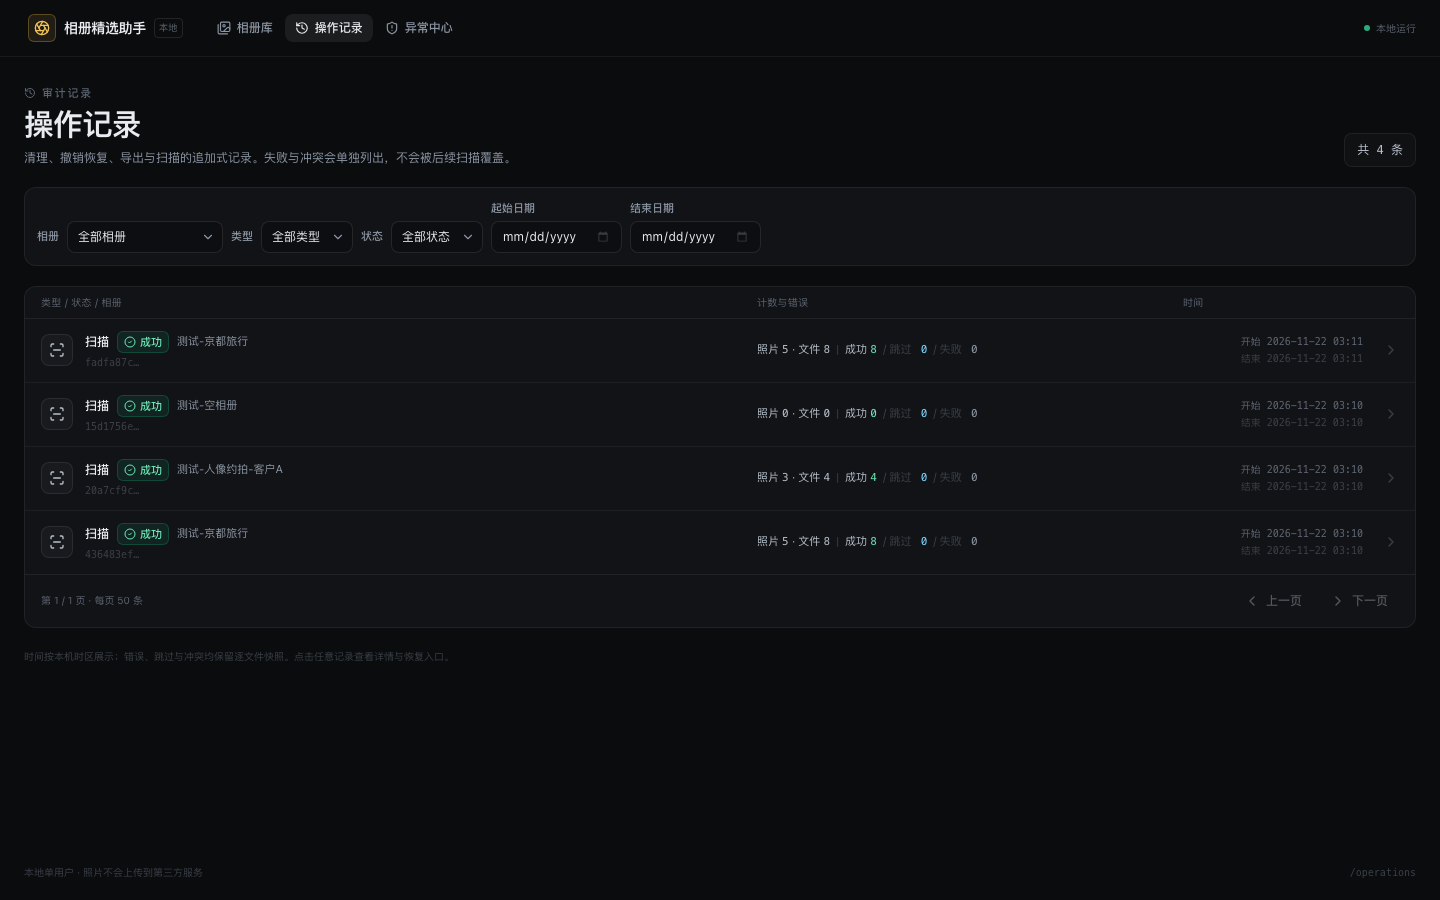 相册精选助手 本地 相册库 操作记录 异常中心 本地运行
审计记录
操作记录
清理、撤销恢复、导出与扫描的追加式记录。失败与冲突会单独列出，不会被后续扫描覆盖。
共 4 条
起始日期 结束日期
相册 全部相册 类型 全部类型 状态 全部状态 mm/dd/yyyy mm/dd/yyyy
类型 / 状态 / 相册 计数与错误 时间
扫描 成功 测试-京都旅行
fadfa87c…
照片 5 · 文件 8 | 成功 8 / 跳过 0 / 失败 0
开始 2026-11-22 03:11
结束 2026-11-22 03:11
扫描 成功 测试-空相册
15d1756e…
照片 0 · 文件 0 | 成功 0 / 跳过 0 / 失败 0
开始 2026-11-22 03:10
结束 2026-11-22 03:10
扫描 成功 测试-人像约拍-客户A
20a7cf9c…
照片 3 · 文件 4 | 成功 4 / 跳过 0 / 失败 0
开始 2026-11-22 03:10
结束 2026-11-22 03:10
扫描 成功 测试-京都旅行
436483ef…
照片 5 · 文件 8 | 成功 8 / 跳过 0 / 失败 0
开始 2026-11-22 03:10
结束 2026-11-22 03:10
第 1 / 1 页 · 每页 50 条 上一页 下一页
时间按本机时区展示；错误、跳过与冲突均保留逐文件快照。点击任意记录查看详情与恢复入口。
本地单用户 · 照片不会上传到第三方服务 /operations